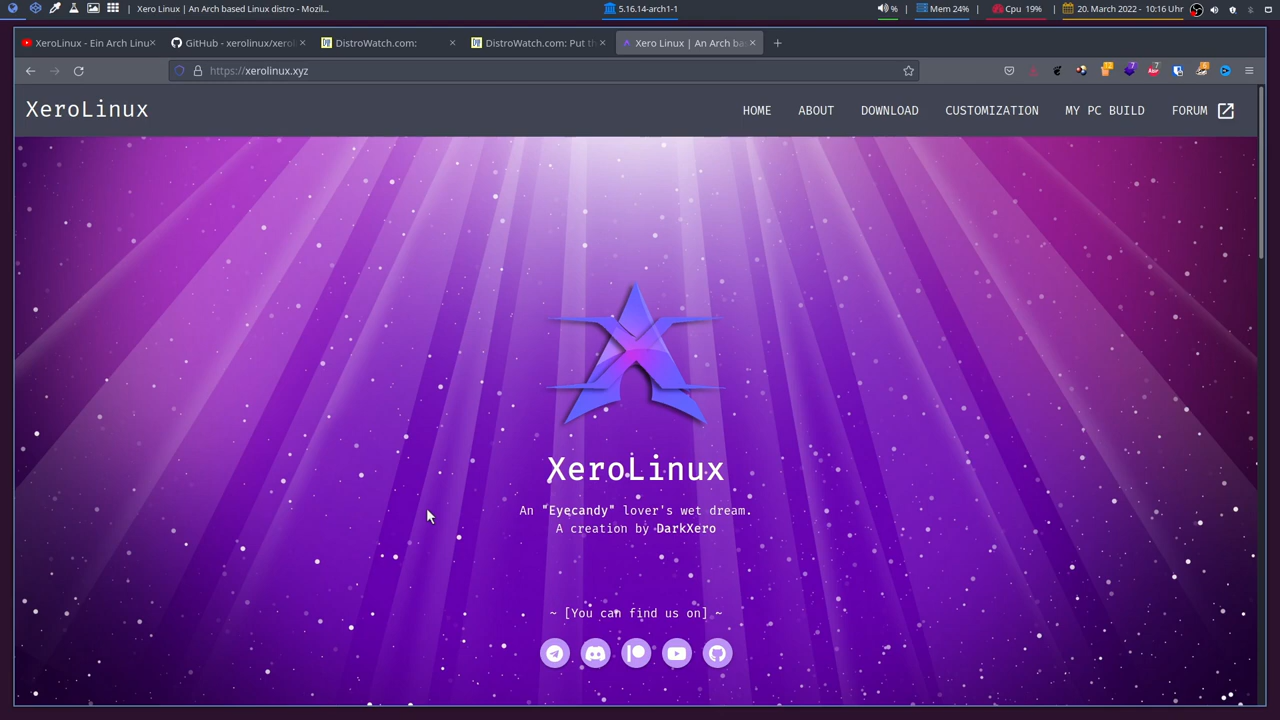 Xero Linux | An Arch based Linux distro - Mozil...
5.16.14-arch1-1
%
Mem 24%
Cpu 19%
20. March 2022 - 10:16 Uhr
XeroLinux - Ein Arch Linu
GitHub - xerolinux/xerol
DistroWatch.com:
DistroWatch.com: Put th
Xero Linux | An Arch ba
https://xerolinux.xyz
XeroLinux
HOME
ABOUT
DOWNLOAD
CUSTOMIZATION
MY PC BUILD
FORUM
XeroLinux
An "Eyecandy" lover's wet dream.
A creation by DarkXero
~ [You can find us on] ~